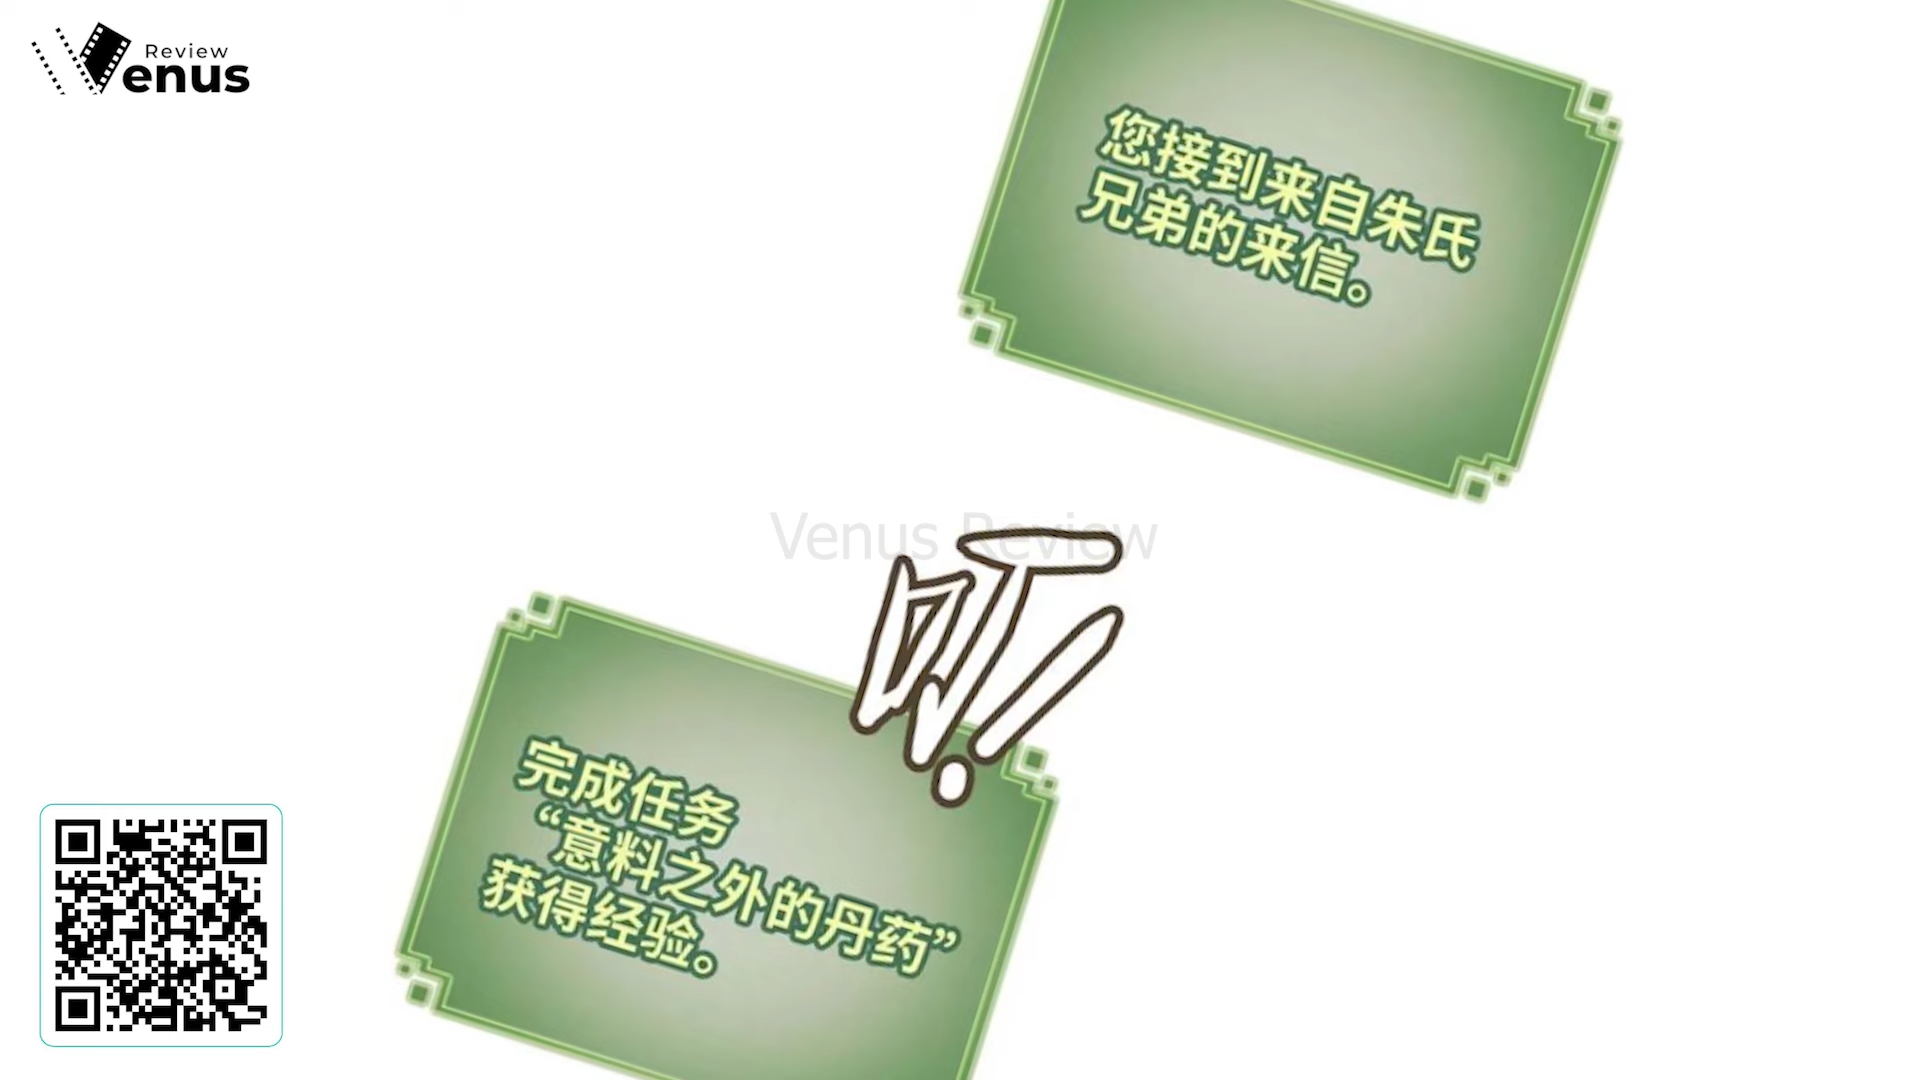 Review
Venus
您接到来自朱氏
兄弟的来信。
Venus Review
叮!
完成任务
“意料之外的丹药”
获得经验。